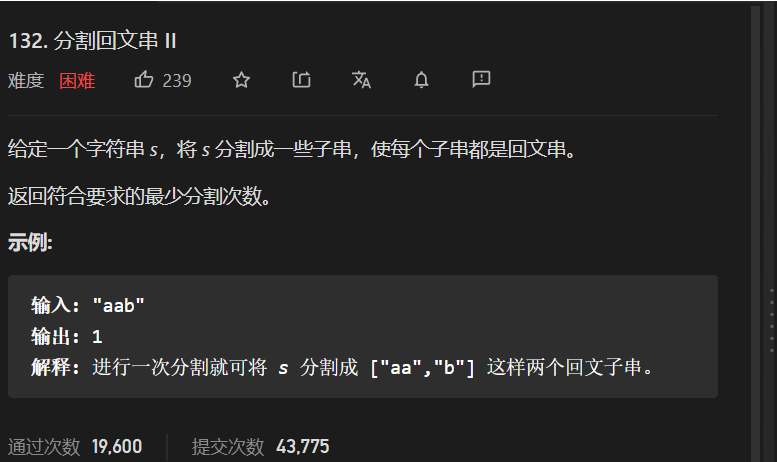 132. 分割回文串 II
难度 困难 239
给定一个字符串 s，将 s 分割成一些子串，使每个子串都是回文串。
返回符合要求的最少分割次数。
示例:
输入: "aab"
输出: 1
解释: 进行一次分割就可将 s 分割成 ["aa","b"] 这样两个回文子串。
通过次数 19,600 提交次数 43,775